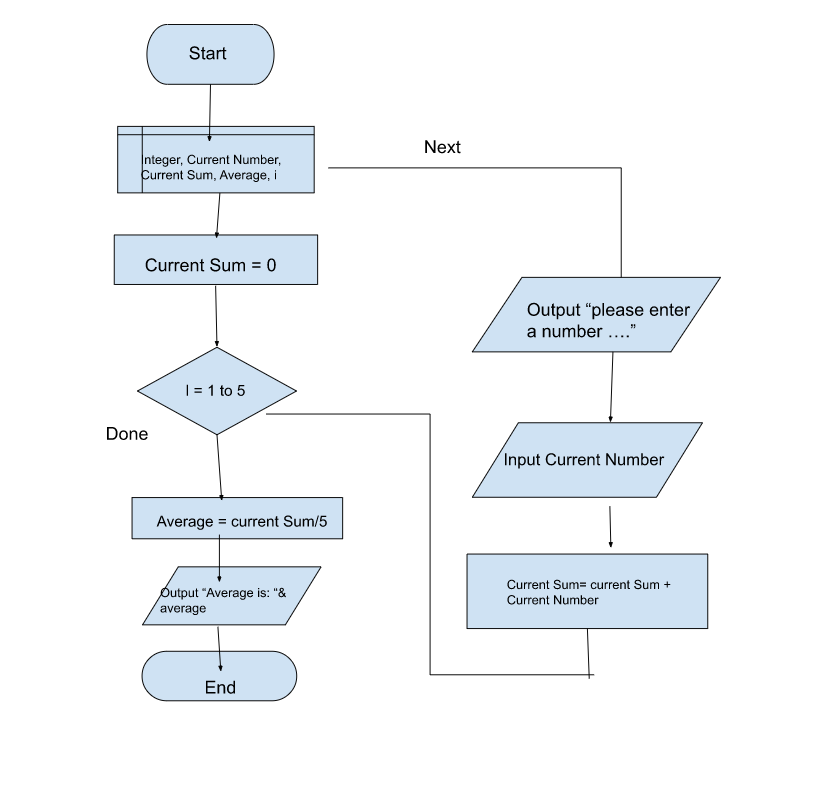 Start
Integer, Current Number,
Current Sum, Average, i
Next
Current Sum = 0
Output “please enter
a number ….”
I = 1 to 5
Done
Input Current Number
Average = current Sum/5
Output “Average is: “&
average
Current Sum= current Sum +
Current Number
End